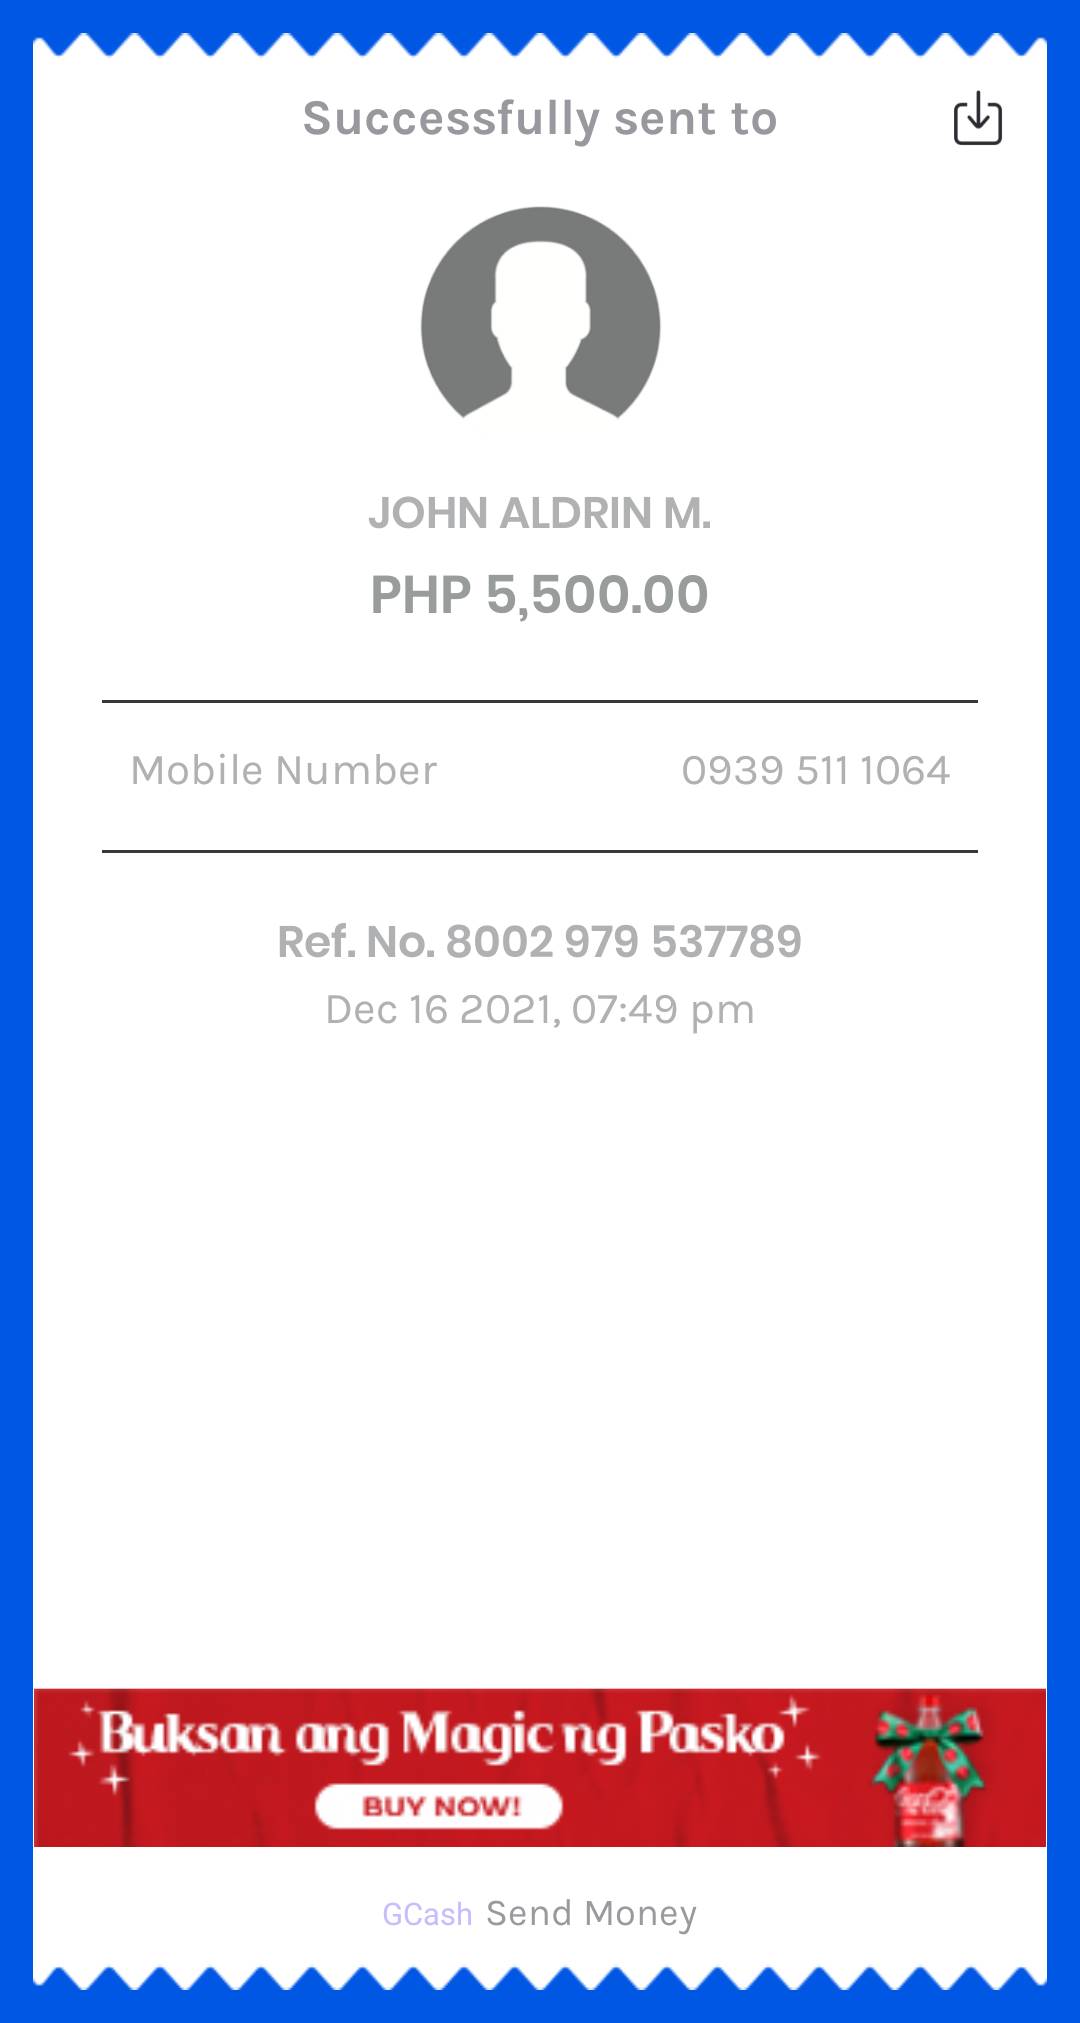 Successfully sent to
JOHN ALDRIN M.
PHP 5,500.00
Mobile Number 0939 511 1064
Ref. No. 8002 979 537789
Dec 16 2021, 07:49 pm
Buksan ang Magic ng Pasko
BUY NOW!
GCash Send Money